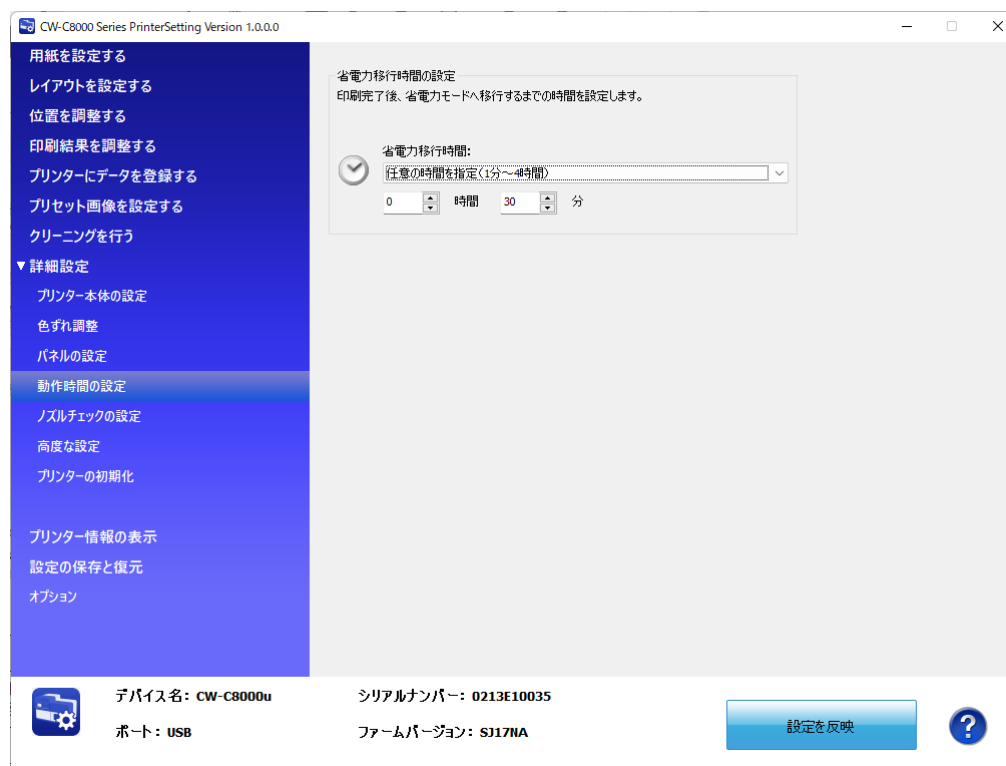 CW-C8000 Series PrinterSetting Version 1.0.0.0
用紙を設定する
レイアウトを設定する
位置を調整する
印刷結果を調整する
プリンターにデータを登録する
プリセット画像を設定する
クリーニングを行う
▼詳細設定
プリンター本体の設定
色ずれ調整
パネルの設定
動作時間の設定
ノズルチェックの設定
高度な設定
プリンターの初期化
プリンター情報の表示
設定の保存と復元
オプション
省電力移行時間の設定
印刷完了後、省電力モードへ移行するまでの時間を設定します。
省電力移行時間:
任意の時間を指定(1分～4時間)
0 時間 30 分
デバイス名: CW-C8000u
シリアルナンバー: 0213E10035
ポート: USB
ファームバージョン: SJ17NA
設定を反映
?